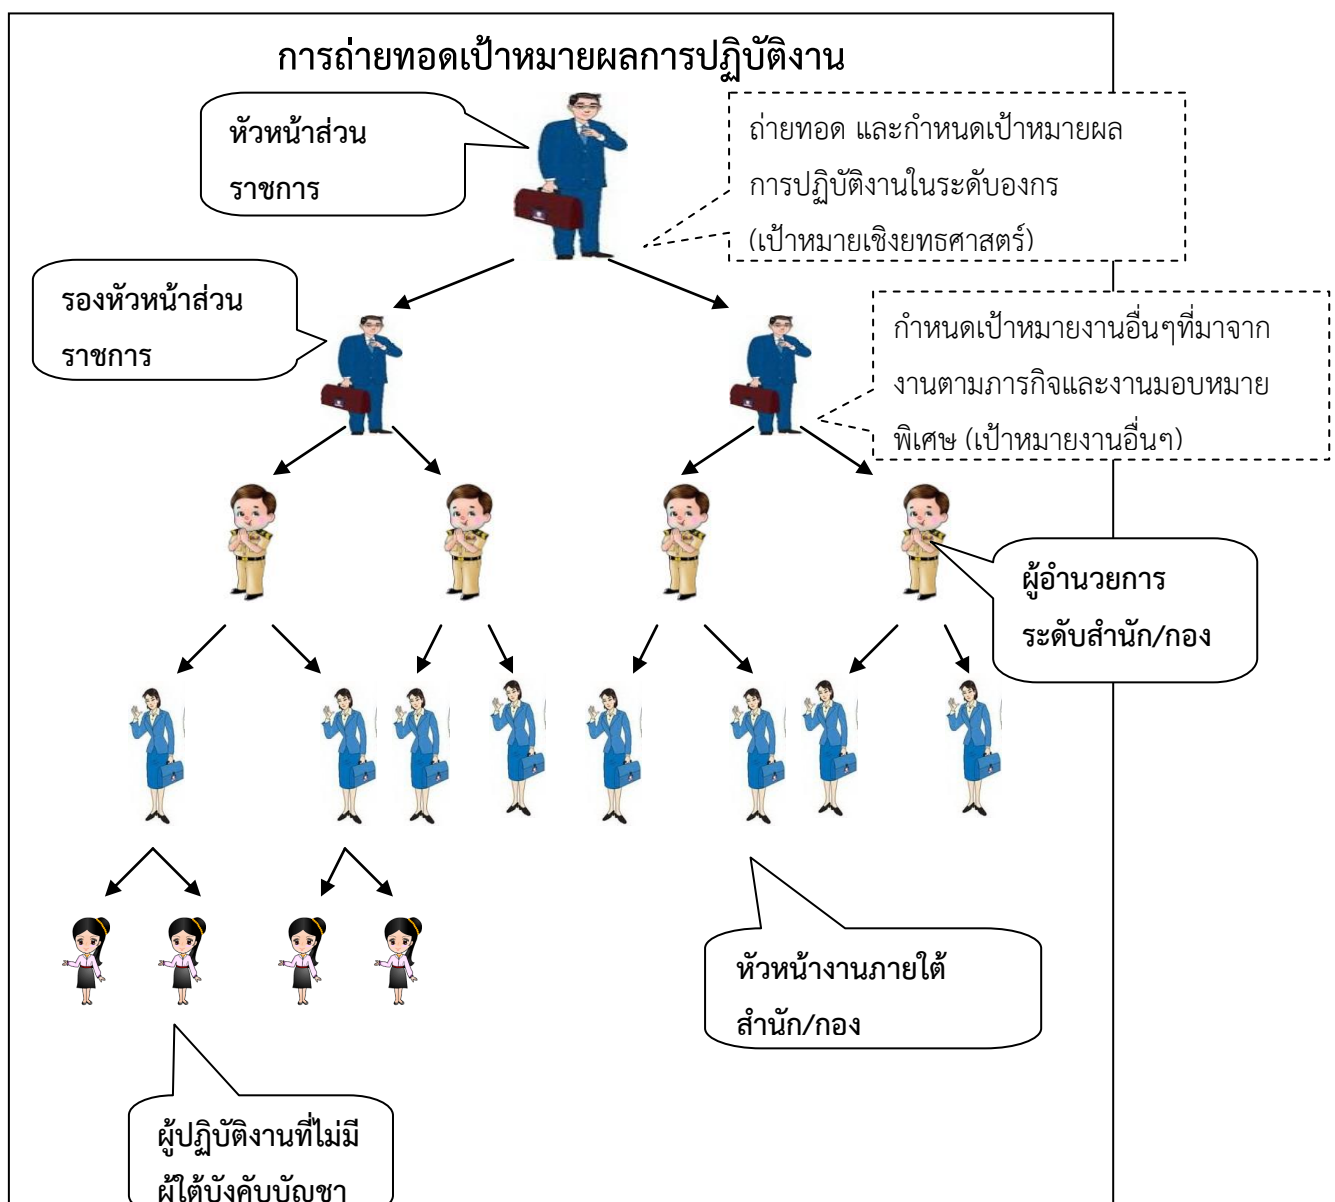 การถ่ายทอดเป้าหมายผลการปฏิบัติงาน
หัวหน้าส่วน
ราชการ
ถ่ายทอด และกำหนดเป้าหมายผล
การปฏิบัติงานในระดับองกร
(เป้าหมายเชิงยทธศาสตร์)
รองหัวหน้าส่วน
ราชการ
กำหนดเป้าหมายงานอื่นๆที่มาจาก
งานตามภารกิจและงานมอบหมาย
พิเศษ (เป้าหมายงานอื่นๆ)
ผู้อำนวยการ
ระดับสำนัก/กอง
หัวหน้างานภายใต้
สำนัก/กอง
ผู้ปฏิบัติงานที่ไม่มี
ผู้ใต้บังคับบัญชา